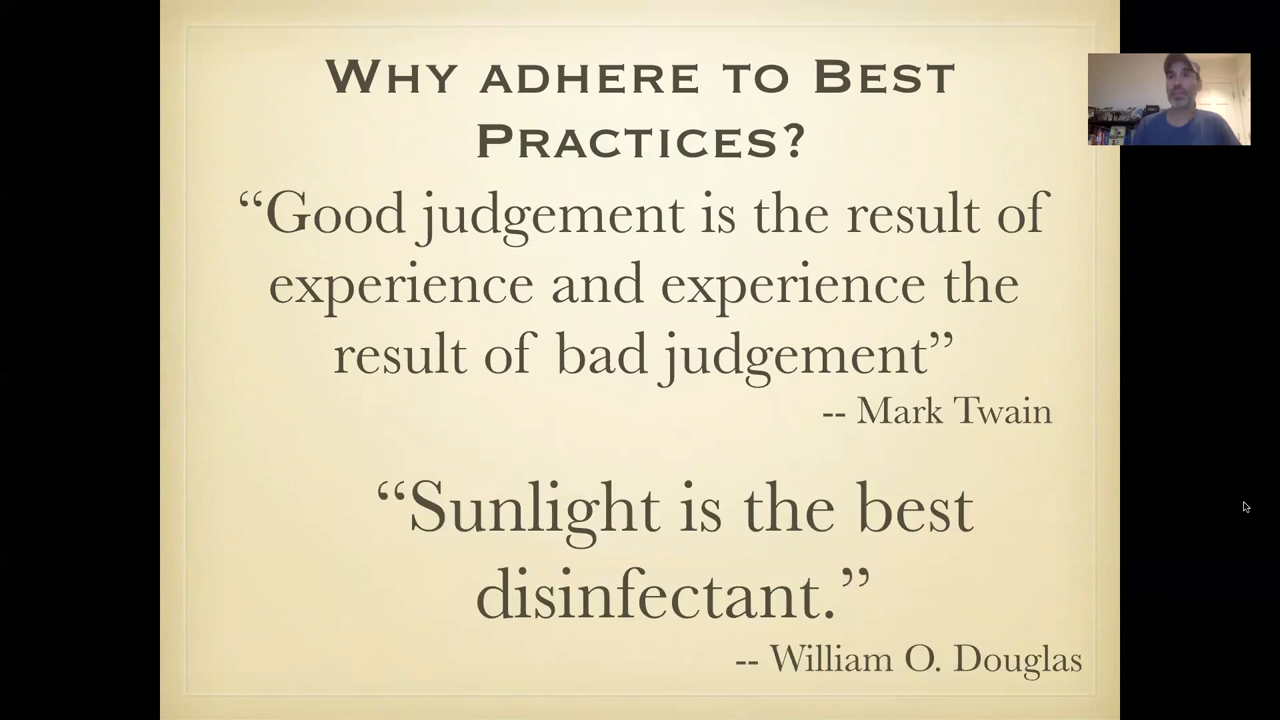 WHY ADHERE TO BEST
PRACTICES?
“Good judgement is the result of
experience and experience the
result of bad judgement”
-- Mark Twain
“Sunlight is the best
disinfectant.”
-- William O. Douglas